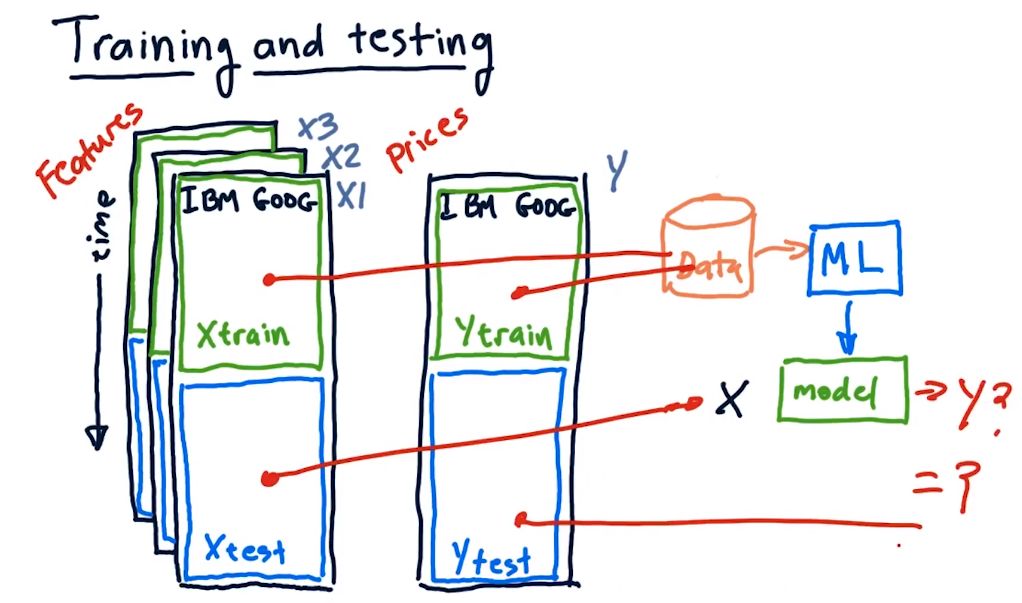 Training and testing
Features
X3
X2
X1
Prices
Y
time
IBM GOOG
IBM GOOG
Data
ML
Xtrain
Ytrain
X
model
Y?
= ?
Xtest
Ytest